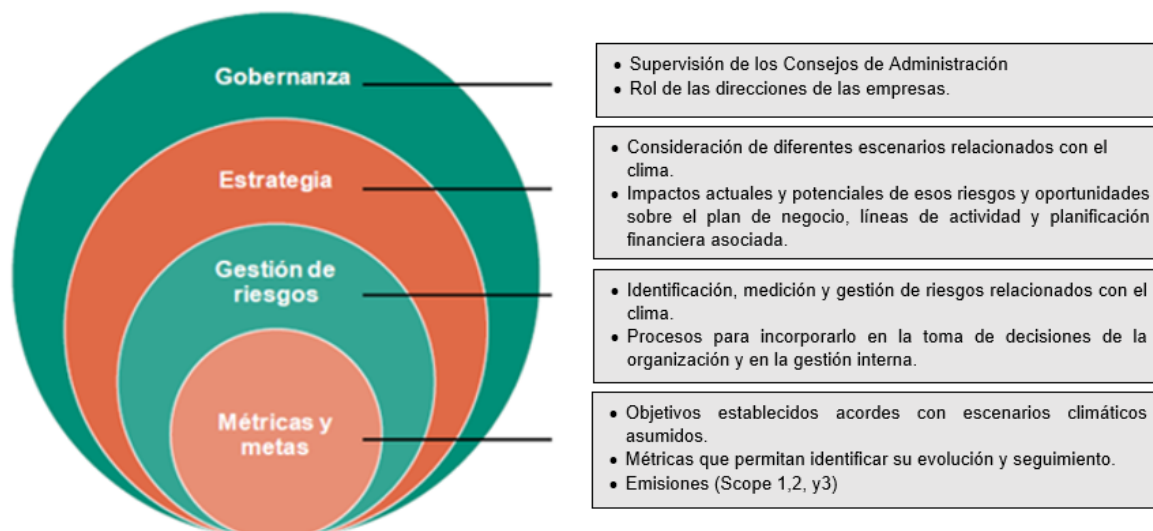 Gobernanza
• Supervisión de los Consejos de Administración
• Rol de las direcciones de las empresas.
Estrategia
• Consideración de diferentes escenarios relacionados con el
clima.
• Impactos actuales y potenciales de esos riesgos y oportunidades
sobre el plan de negocio, líneas de actividad y planificación
financiera asociada.
Gestión de
riesgos
• Identificación, medición y gestión de riesgos relacionados con el
clima.
• Procesos para incorporarlo en la toma de decisiones de la
organización y en la gestión interna.
Métricas y
metas
• Objetivos establecidos acordes con escenarios climáticos
asumidos.
• Métricas que permitan identificar su evolución y seguimiento.
• Emisiones (Scope 1,2, y3)